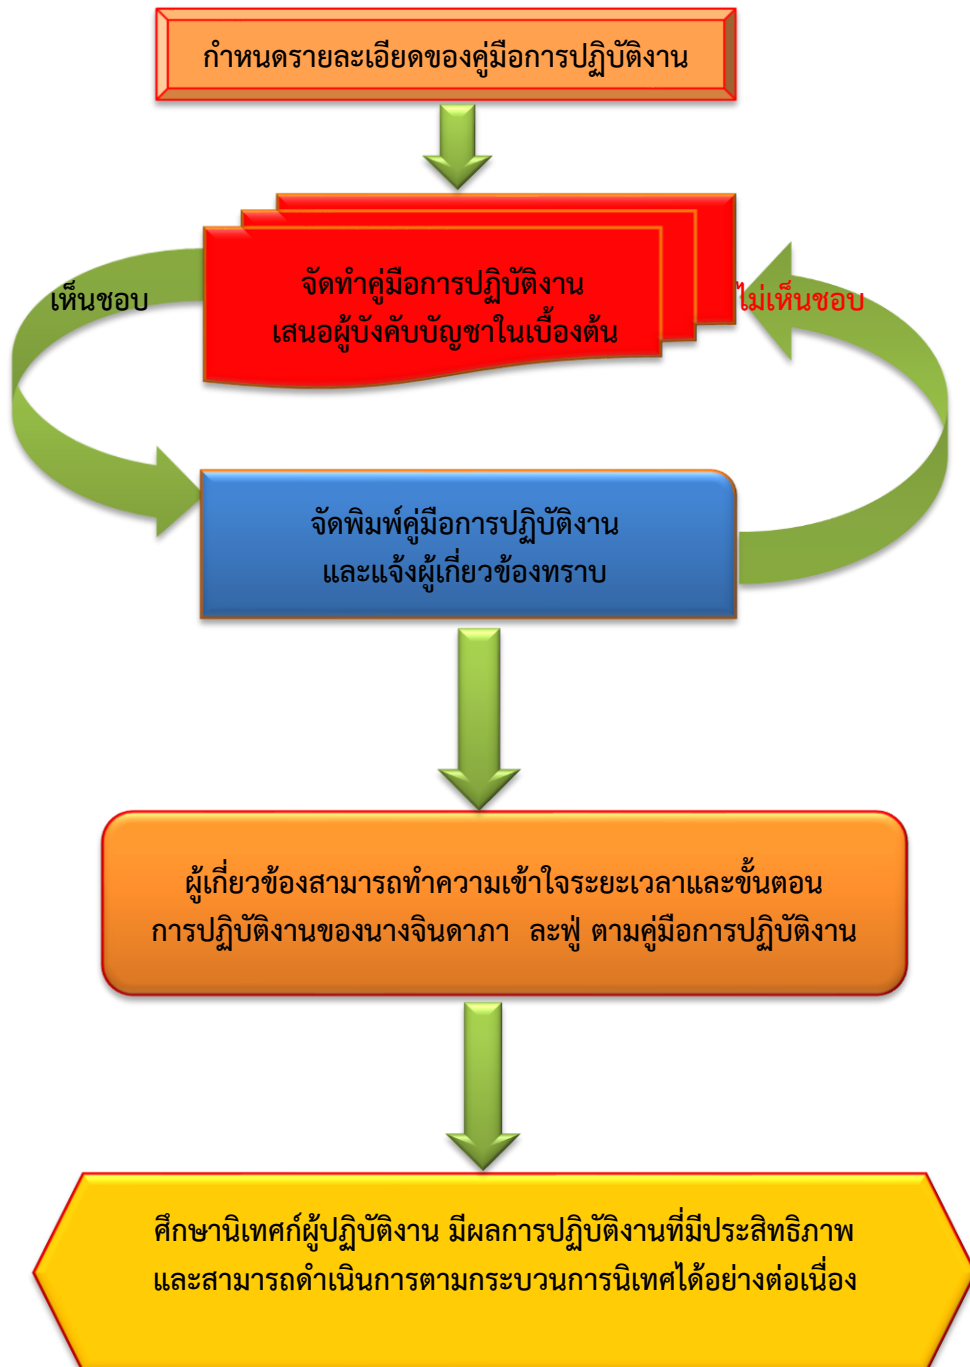 กำหนดรายละเอียดของคู่มือการปฏิบัติงาน
เห็นชอบ
จัดทำคู่มือการปฏิบัติงาน
เสนอผู้บังคับบัญชาในเบื้องต้น
ไม่เห็นชอบ
จัดพิมพ์คู่มือการปฏิบัติงาน
และแจ้งผู้เกี่ยวข้องทราบ
ผู้เกี่ยวข้องสามารถทำความเข้าใจระยะเวลาและขั้นตอน
การปฏิบัติงานของนางจินดาภา ละฟู่ ตามคู่มือการปฏิบัติงาน
ศึกษานิเทศก์ผู้ปฏิบัติงาน มีผลการปฏิบัติงานที่มีประสิทธิภาพ
และสามารถดำเนินการตามกระบวนการนิเทศได้อย่างต่อเนื่อง